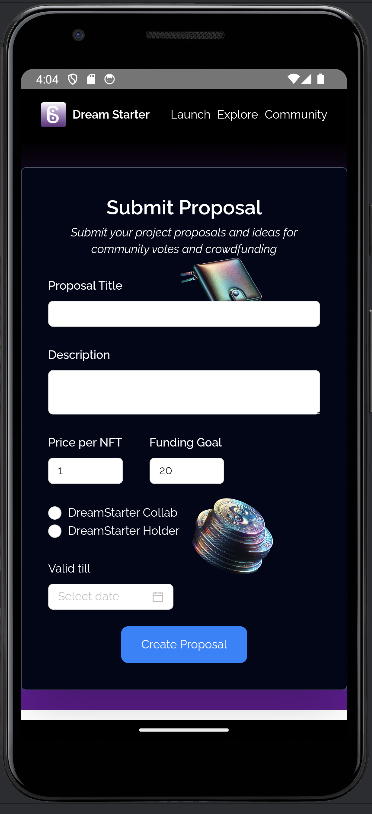 4:04
Dream Starter Launch Explore Community
Submit Proposal
Submit your project proposals and ideas for
community votes and crowdfunding
Proposal Title
Description
Price per NFT Funding Goal
1 20
DreamStarter Collab
DreamStarter Holder
Valid till
Select date
Create Proposal